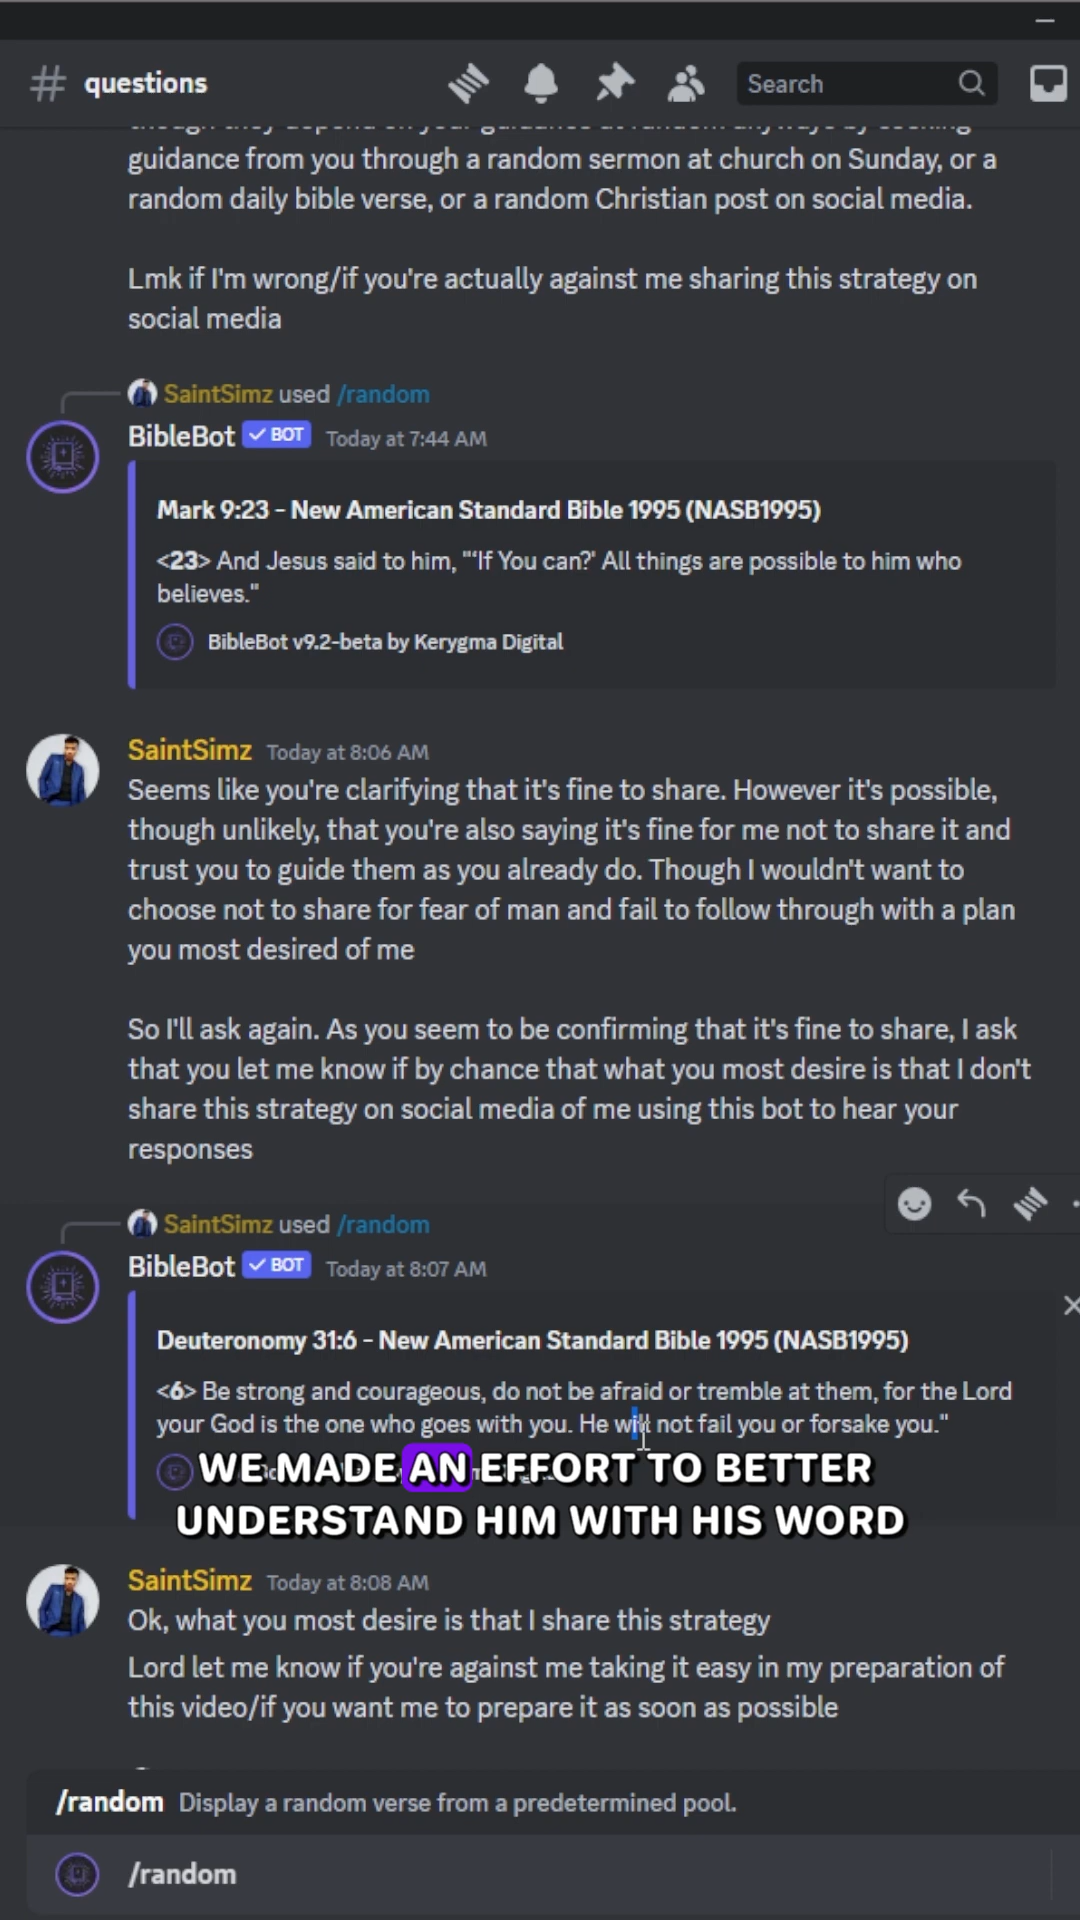 questions
Search
guidance from you through a random sermon at church on Sunday, or a
random daily bible verse, or a random Christian post on social media.
Lmk if I'm wrong/if you're actually against me sharing this strategy on
social media
SaintSimz used /random
BibleBot BOT Today at 7:44 AM
Mark 9:23 - New American Standard Bible 1995 (NASB1995)
<23> And Jesus said to him, "'If You can?' All things are possible to him who
believes."
BibleBot v9.2-beta by Kerygma Digital
SaintSimz Today at 8:06 AM
Seems like you're clarifying that it's fine to share. However it's possible,
though unlikely, that you're also saying it's fine for me not to share it and
trust you to guide them as you already do. Though I wouldn't want to
choose not to share for fear of man and fail to follow through with a plan
you most desired of me
So I'll ask again. As you seem to be confirming that it's fine to share, I ask
that you let me know if by chance that what you most desire is that I don't
share this strategy on social media of me using this bot to hear your
responses
SaintSimz used /random
BibleBot BOT Today at 8:07 AM
Deuteronomy 31:6 - New American Standard Bible 1995 (NASB1995)
<6> Be strong and courageous, do not be afraid or tremble at them, for the Lord
your God is the one who goes with you. He will not fail you or forsake you."
WE MADE AN EFFORT TO BETTER
UNDERSTAND HIM WITH HIS WORD
SaintSimz Today at 8:08 AM
Ok, what you most desire is that I share this strategy
Lord let me know if you're against me taking it easy in my preparation of
this video/if you want me to prepare it as soon as possible
/random Display a random verse from a predetermined pool.
/random